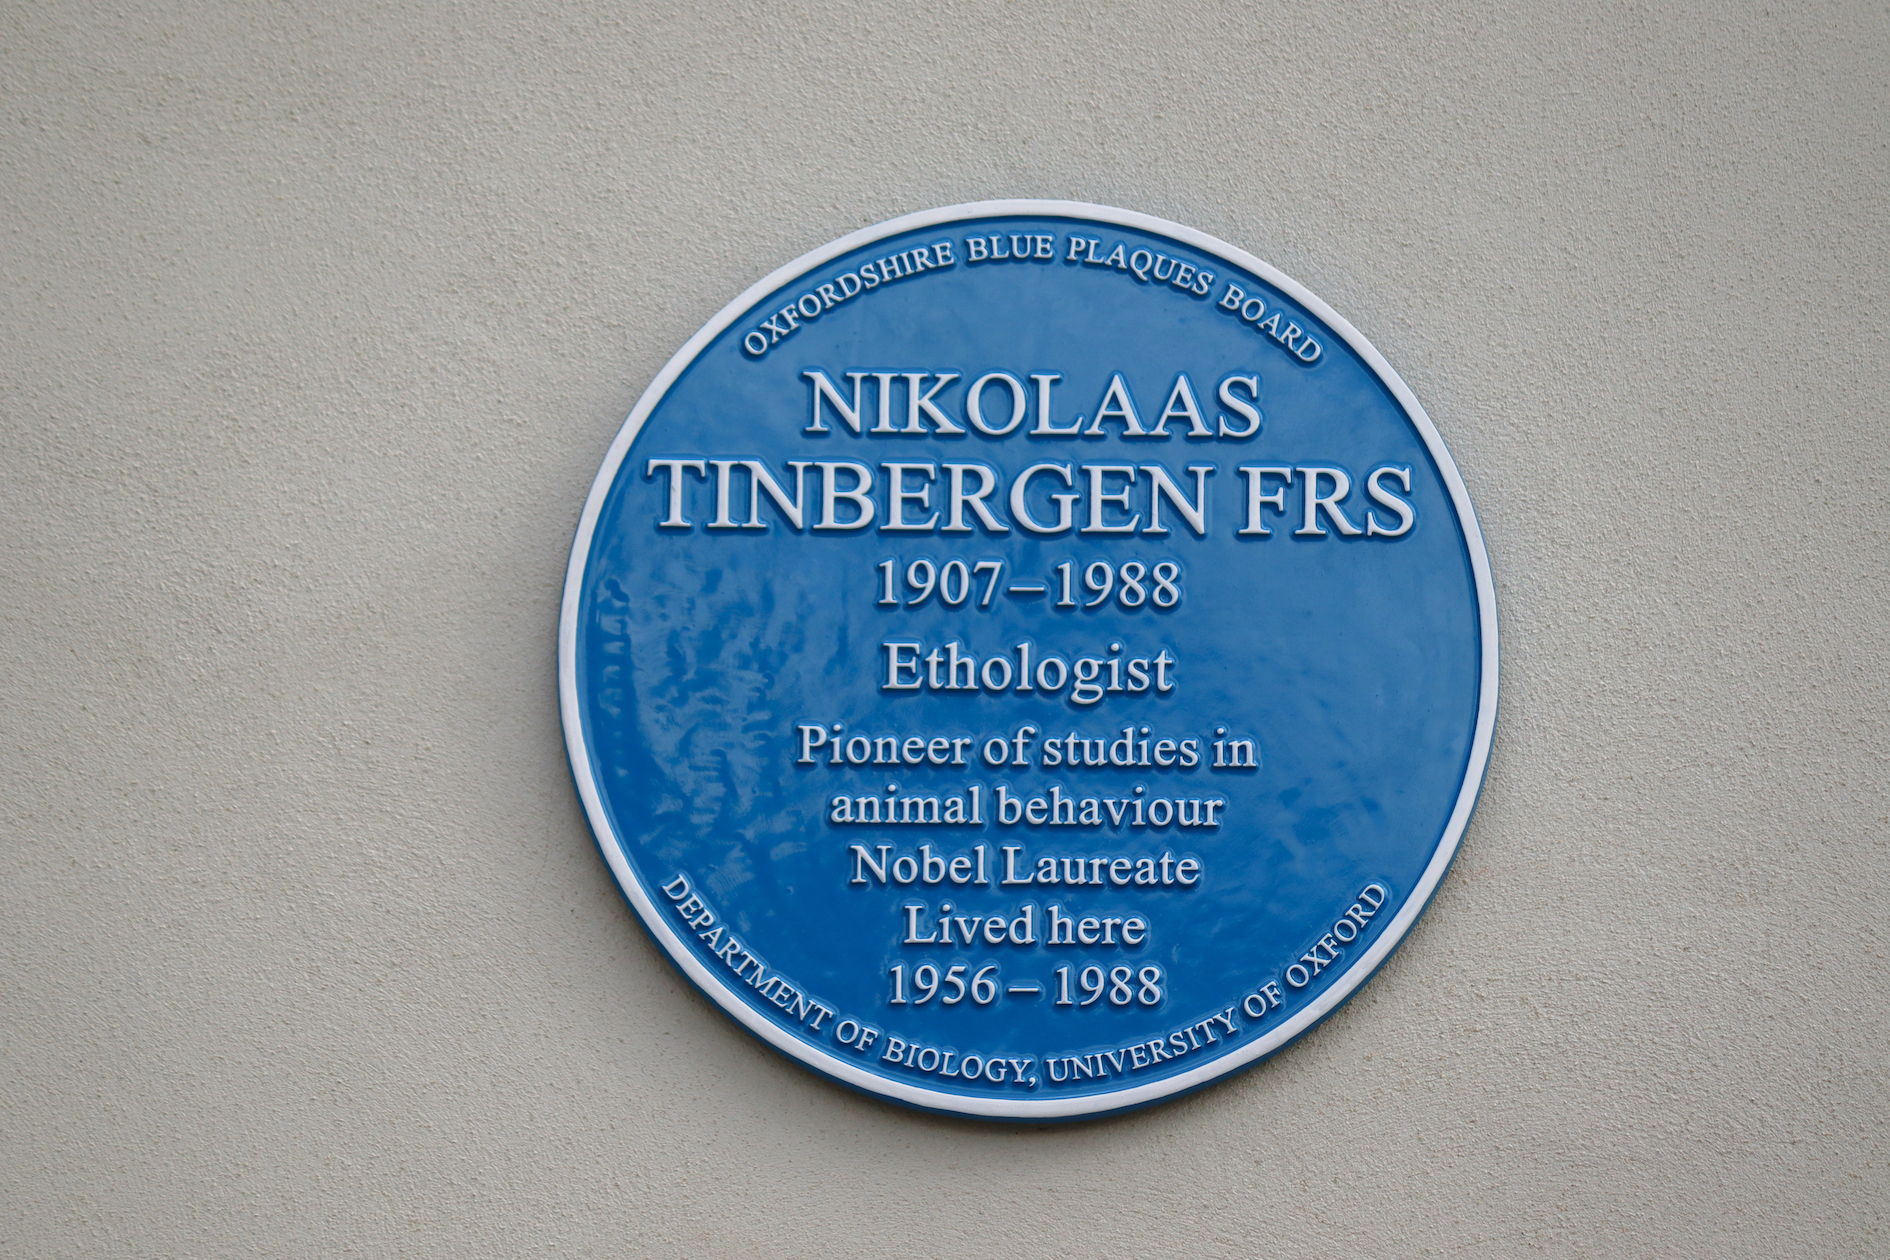 OXFORDSHIRE BLUE PLAQUES BOARD
NIKOLAAS
TINBERGEN FRS
1907–1988
Ethologist
Pioneer of studies in
animal behaviour
Nobel Laureate
Lived here
1956 – 1988
DEPARTMENT OF BIOLOGY, UNIVERSITY OF OXFORD